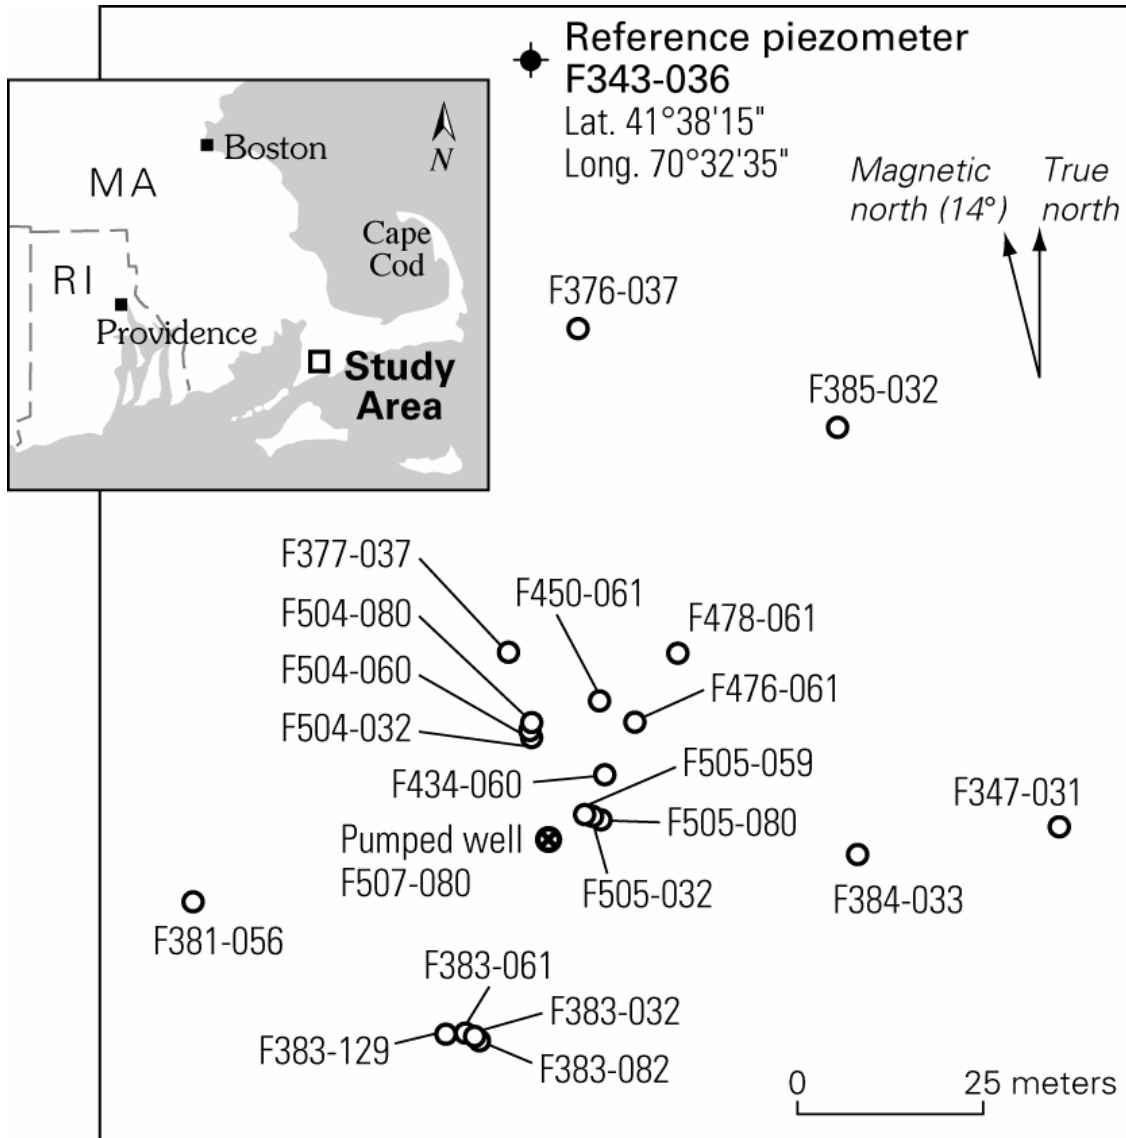 Reference piezometer
F343-036
Lat. 41°38'15"
Long. 70°32'35"
N
Boston
MA
Cape
Cod
RI
Providence
Study
Area
Magnetic
north (14°)
True
north
F376-037
F385-032
F377-037
F450-061
F504-080
F478-061
F504-060
F476-061
F504-032
F505-059
F434-060
F347-031
F505-080
Pumped well
F507-080
F505-032
F384-033
F381-056
F383-061
F383-032
F383-129
F383-082
0 25 meters